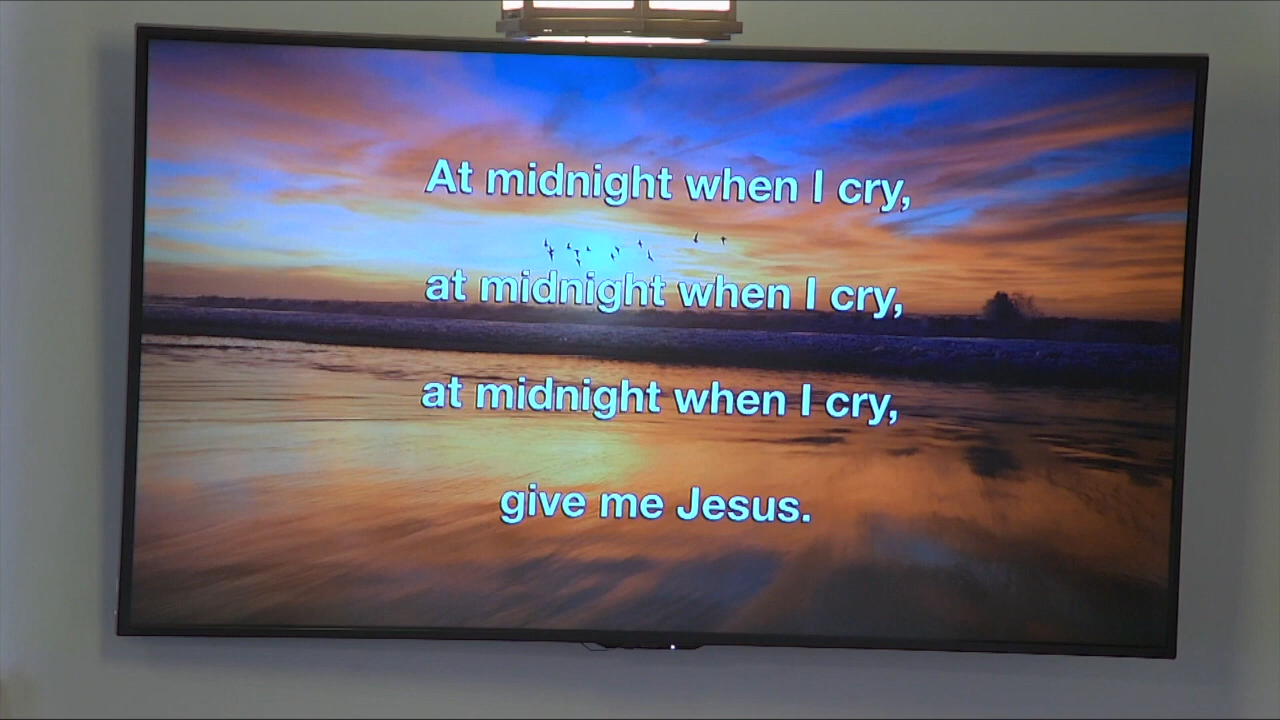 At midnight when I cry,
at midnight when I cry,
at midnight when I cry,
give me Jesus.